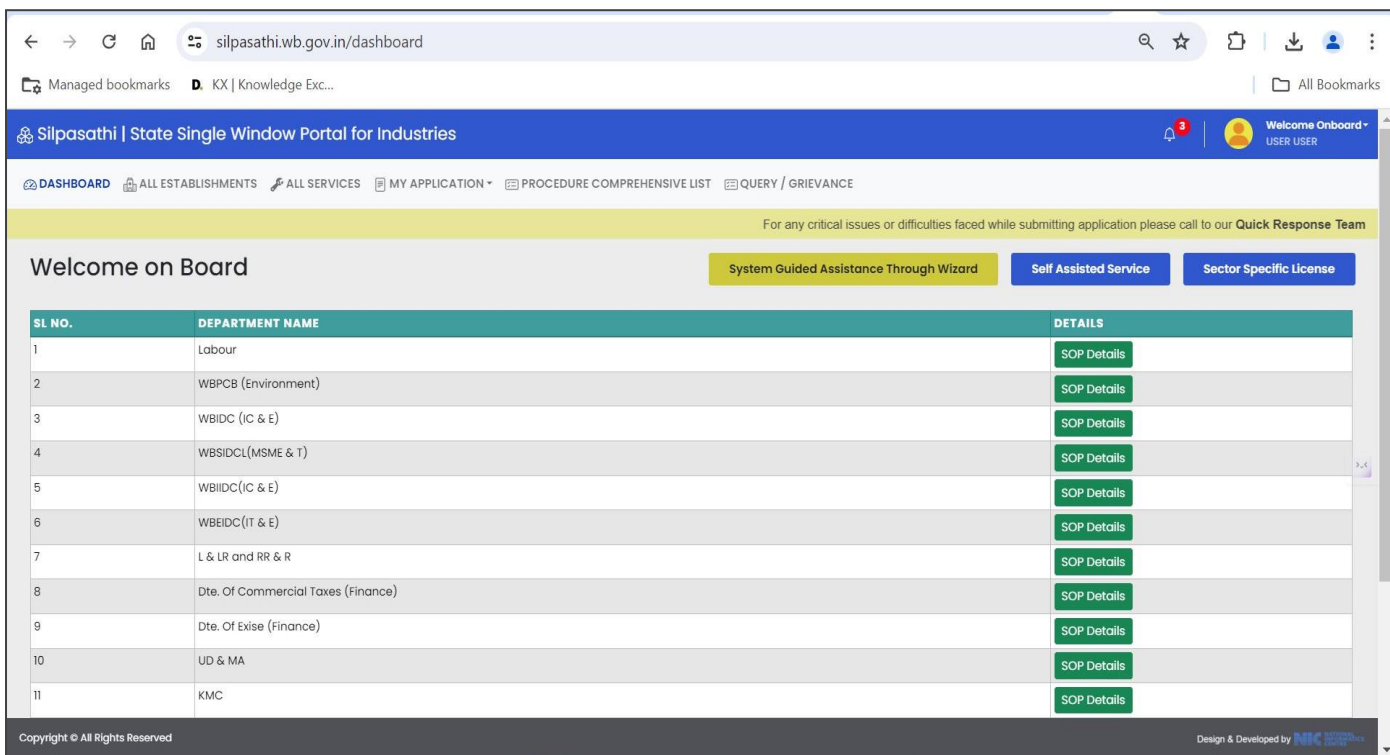 silpasathi.wb.gov.in/dashboard
Managed bookmarks D. KX | Knowledge Exc... All Bookmarks
Silpasathi | State Single Window Portal for Industries 3 Welcome Onboard
USER USER
DASHBOARD ALL ESTABLISHMENTS ALL SERVICES MY APPLICATION PROCEDURE COMPREHENSIVE LIST QUERY / GRIEVANCE
For any critical issues or difficulties faced while submitting application please call to our Quick Response Team
Welcome on Board System Guided Assistance Through Wizard Self Assisted Service Sector Specific License
SL NO. DEPARTMENT NAME DETAILS
1 Labour SOP Details
2 WBPCB (Environment) SOP Details
3 WBIDC (IC & E) SOP Details
4 WBSIDCL(MSME & T) SOP Details
5 WBIIDC(IC & E) SOP Details
6 WBEIDC(IT & E) SOP Details
7 L & LR and RR & R SOP Details
8 Dte. Of Commercial Taxes (Finance) SOP Details
9 Dte. Of Exise (Finance) SOP Details
10 UD & MA SOP Details
11 KMC SOP Details
Copyright © All Rights Reserved Design & Developed by NIC